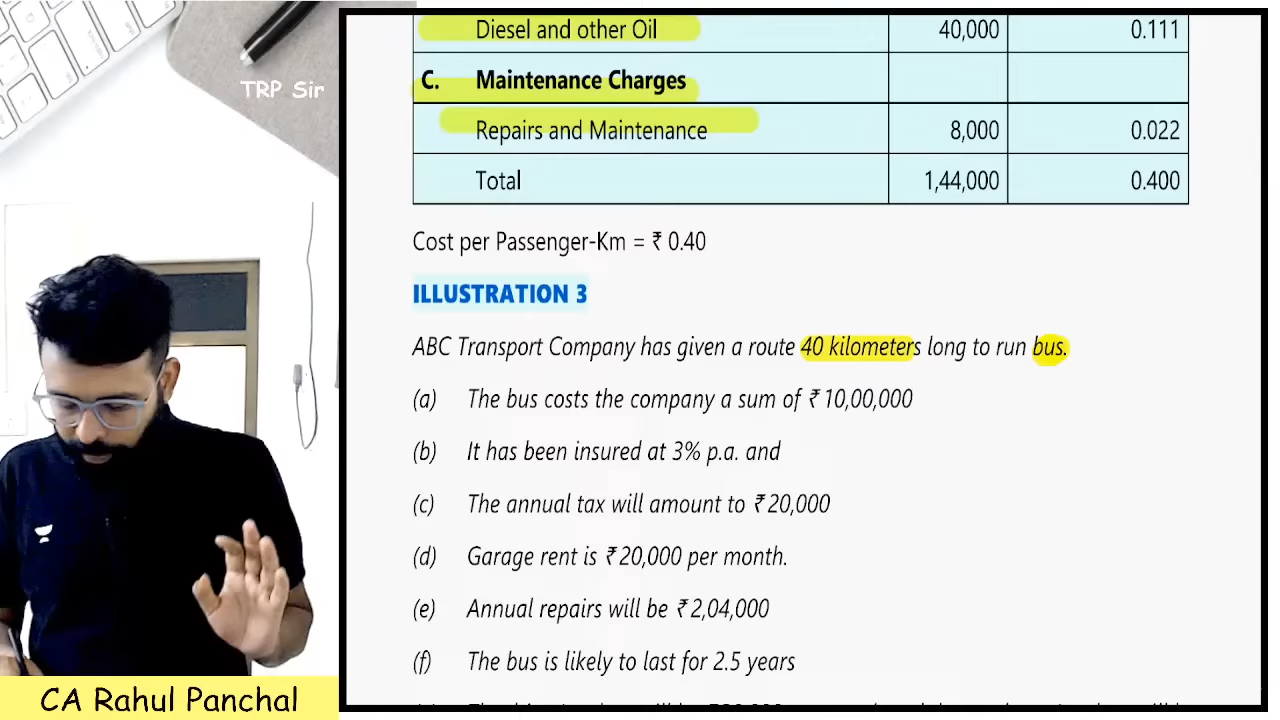 TRP Sir
Diesel and other Oil 40,000 0.111
C. Maintenance Charges
Repairs and Maintenance 8,000 0.022
Total 1,44,000 0.400
Cost per Passenger-Km = ₹ 0.40
ILLUSTRATION 3
ABC Transport Company has given a route 40 kilometers long to run bus.
(a) The bus costs the company a sum of ₹ 10,00,000
(b) It has been insured at 3% p.a. and
(c) The annual tax will amount to ₹ 20,000
(d) Garage rent is ₹ 20,000 per month.
(e) Annual repairs will be ₹ 2,04,000
(f) The bus is likely to last for 2.5 years
CA Rahul Panchal